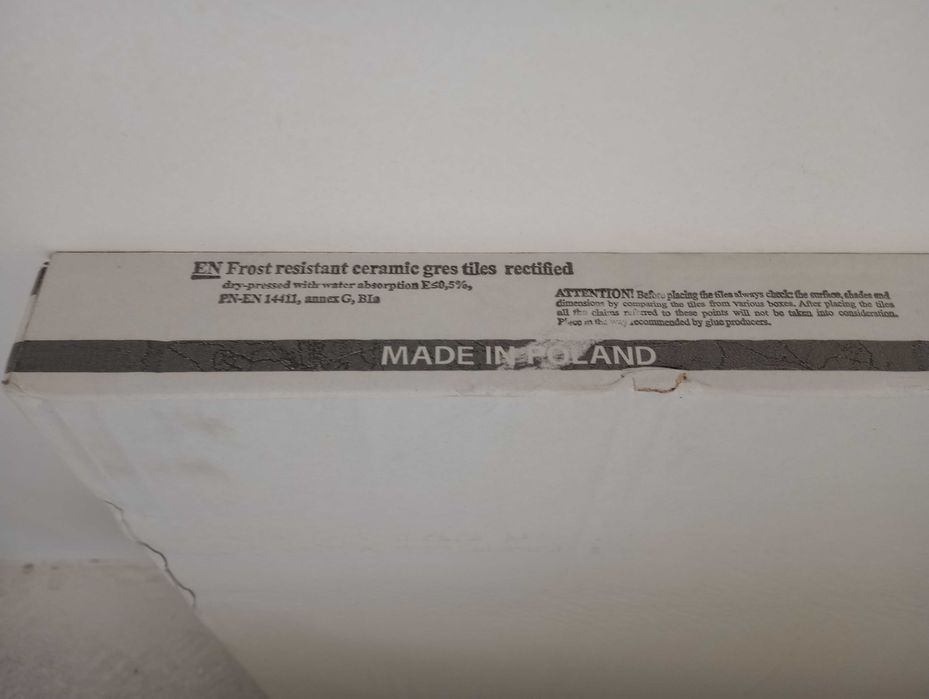 EN Frost resistant ceramic gres tiles rectified
dry-pressed with water absorption E≤0,5%,
PN-EN 14411, annex G, BIa
ATTENTION! Before placing the tiles always check: the surface, shades and
dimensions by comparing the tiles from various boxes. After placing the tiles
all the claims referred to these points will not be taken into consideration.
Place in the way recommended by glue producers.
MADE IN POLAND